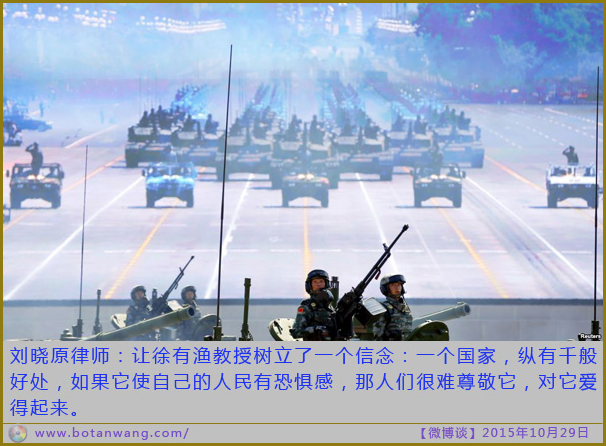 Reuters
刘晓原律师：让徐有渔教授树立了一个信念：一个国家，纵有千般
好处，如果它使自己的人民有恐惧感，那人们很难尊敬它，对它爱
得起来。
www.botanwang.com/ 【微博谈】2015年10月29日